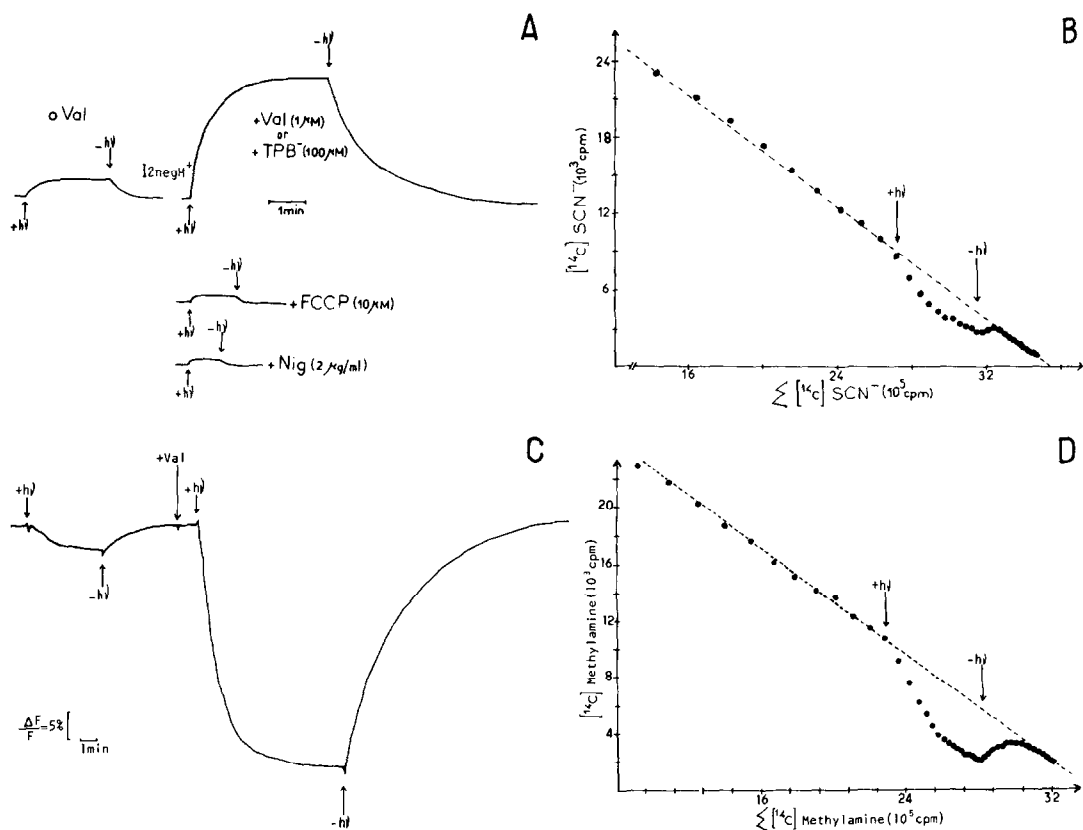 A
-hν
o Val
-hν
+Val (1μM)
or
+ TPB⁻ (100μM)
I2neqH⁺
1min
+hν
+hν
-hν
+ FCCP (10μM)
+hν
-hν
+ Nig (2 μg/ml)
+hν
B
24
18
12
6
[¹⁴C] SCN⁻ (10³cpm)
+hν
-hν
16
24
32
Σ [¹⁴C] SCN⁻ (10⁵cpm)
C
+Val
+hν
+hν
-hν
ΔF/F=5%
1min
-hν
D
20
16
12
8
4
[¹⁴C] Methylamine (10³cpm)
+hν
-hν
16
24
32
Σ [¹⁴C] Methylamine (10⁵cpm)